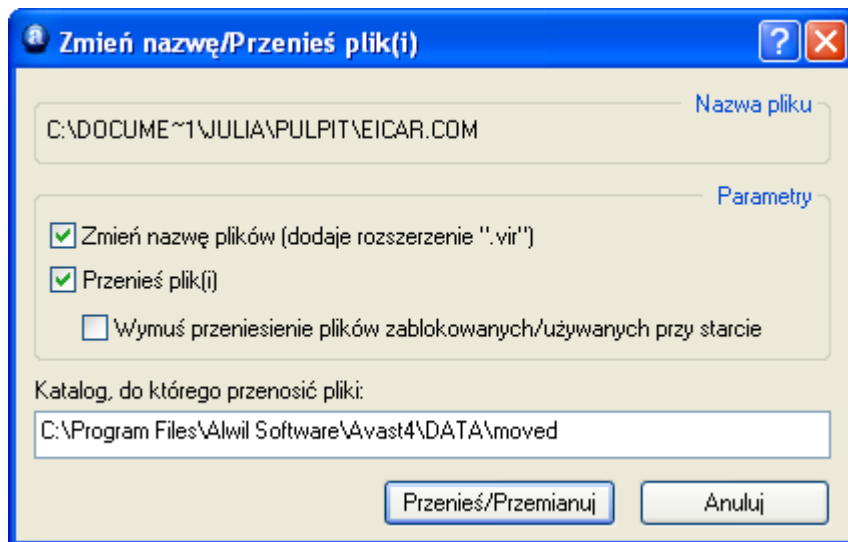 Zmień nazwę/Przenieś plik(i)
Nazwa pliku
C:\DOCUME~1\JULIA\PULPIT\EICAR.COM
Parametry
Zmień nazwę plików (dodaje rozszerzenie ".vir")
Przenieś plik(i)
Wymuś przeniesienie plików zablokowanych/używanych przy starcie
Katalog, do którego przenosić pliki:
C:\Program Files\Alwil Software\Avast4\DATA\moved
Przenieś/Przemianuj
Anuluj